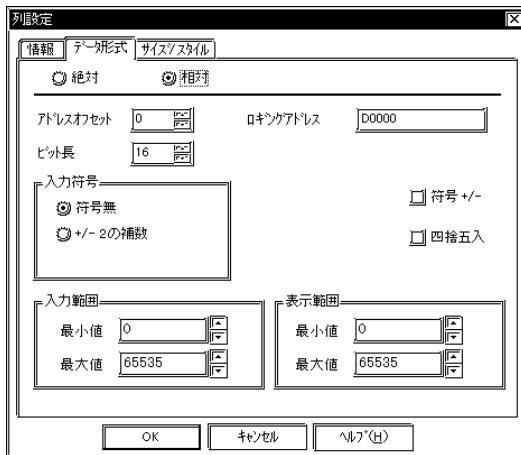 列設定
情報 ﾃﾞｰﾀ形式 ｻｲｽﾞ/ｽﾀｲﾙ
絶対 相対
ｱﾄﾞﾚｽｵﾌｾｯﾄ 0 ﾛｷﾝｸﾞｱﾄﾞﾚｽ D0000
ﾋﾞｯﾄ長 16
入力符号
符号無
+/- 2の補数
符号 +/-
四捨五入
入力範囲 表示範囲
最小値 0 最小値 0
最大値 65535 最大値 65535
OK ｷｬﾝｾﾙ ﾍﾙﾌﾟ(H)